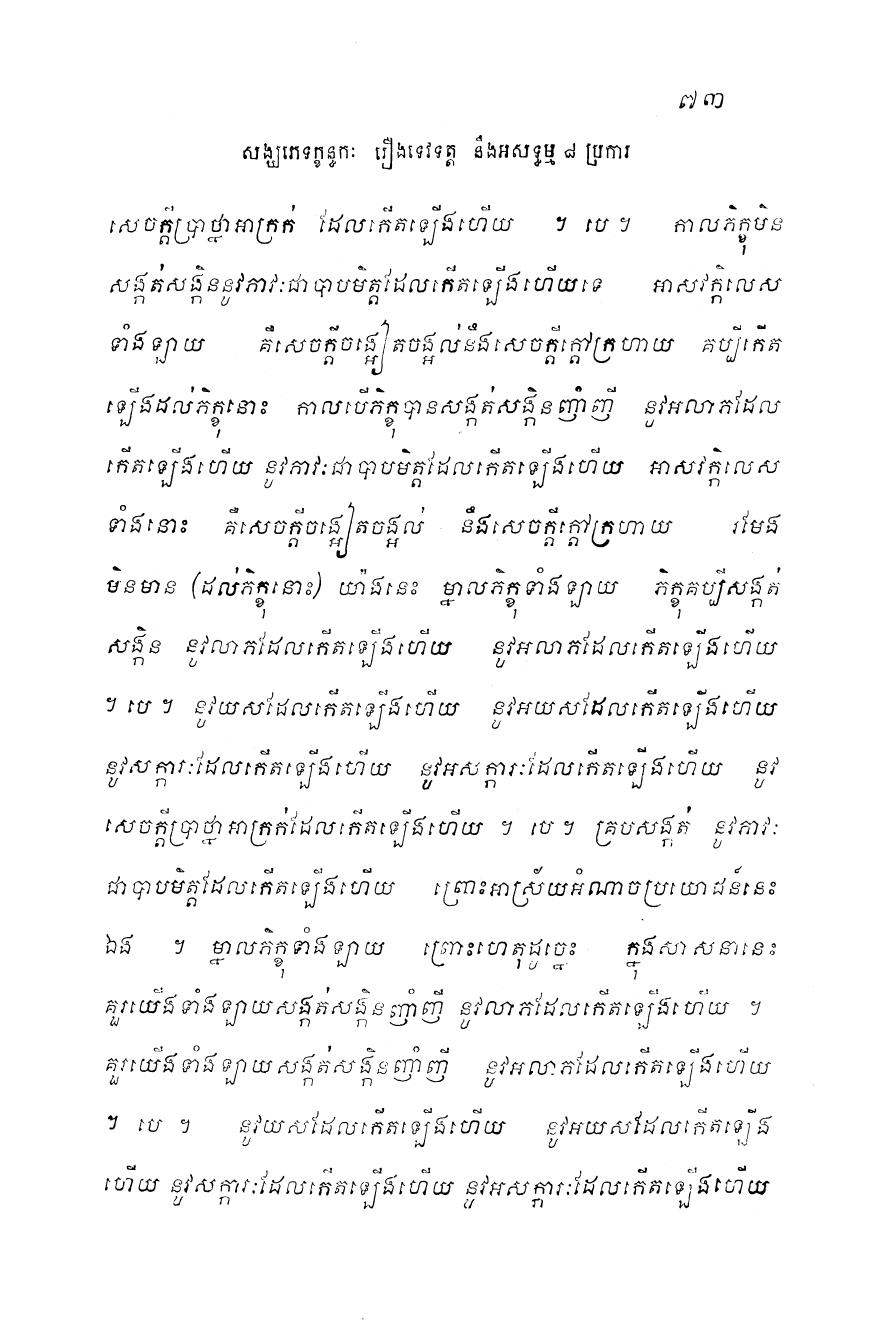 ៧៣
សង្ឃភេទក្ខន្ធកៈ រឿងទេវទត្ត នឹងអសទ្ធម្ម ៨ ប្រការ
សេចក្តីប្រាថ្នាអាក្រក់ ដែលកើតឡើងហើយ ។ បេ ។ កាលភិក្ខុមិន
សង្កត់សង្កិននូវភាវៈជាបាបមិត្តដែលកើតឡើងហើយទេ អាសវក្កិលេស
ទាំងឡាយ គឺសេចក្តីចង្អៀតចង្អល់នឹងសេចក្តីក្តៅក្រហាយ គប្បីកើត
ឡើងដល់ភិក្ខុនោះ កាលបើភិក្ខុបានសង្កត់សង្កិនញាំញី នូវអលាភដែល
កើតឡើងហើយ នូវភាវៈជាបាបមិត្តដែលកើតឡើងហើយ អាសវក្កិលេស
ទាំងនោះ គឺសេចក្តីចង្អៀតចង្អល់ នឹងសេចក្តីក្តៅក្រហាយ រមែង
មិនមាន (ដល់ភិក្ខុនោះ) យ៉ាងនេះ ម្នាលភិក្ខុទាំងឡាយ ភិក្ខុគប្បីសង្កត់
សង្កិន នូវលាភដែលកើតឡើងហើយ នូវអលាភដែលកើតឡើងហើយ
។ បេ ។ នូវយសដែលកើតឡើងហើយ នូវអយសដែលកើតឡើងហើយ
នូវសក្ការៈដែលកើតឡើងហើយ នូវអសក្ការៈដែលកើតឡើងហើយ នូវ
សេចក្តីប្រាថ្នាអាក្រក់ដែលកើតឡើងហើយ ។ បេ ។ គ្របសង្កត់ នូវភាវៈ
ជាបាបមិត្តដែលកើតឡើងហើយ ព្រោះអាស្រ័យអំណាចប្រយោជន៍នេះ
ឯង ។ ម្នាលភិក្ខុទាំងឡាយ ព្រោះហេតុដូច្នេះ ក្នុងសាសនានេះ
គួរយើងទាំងឡាយសង្កត់សង្កិនញាំញី នូវលាភដែលកើតឡើងហើយ ។
គួរយើងទាំងឡាយសង្កត់សង្កិនញាំញី នូវអលាភដែលកើតឡើងហើយ
។ បេ ។ នូវយសដែលកើតឡើងហើយ នូវអយសដែលកើតឡើង
ហើយ នូវសក្ការៈដែលកើតឡើងហើយ នូវអសក្ការៈដែលកើតឡើងហើយ